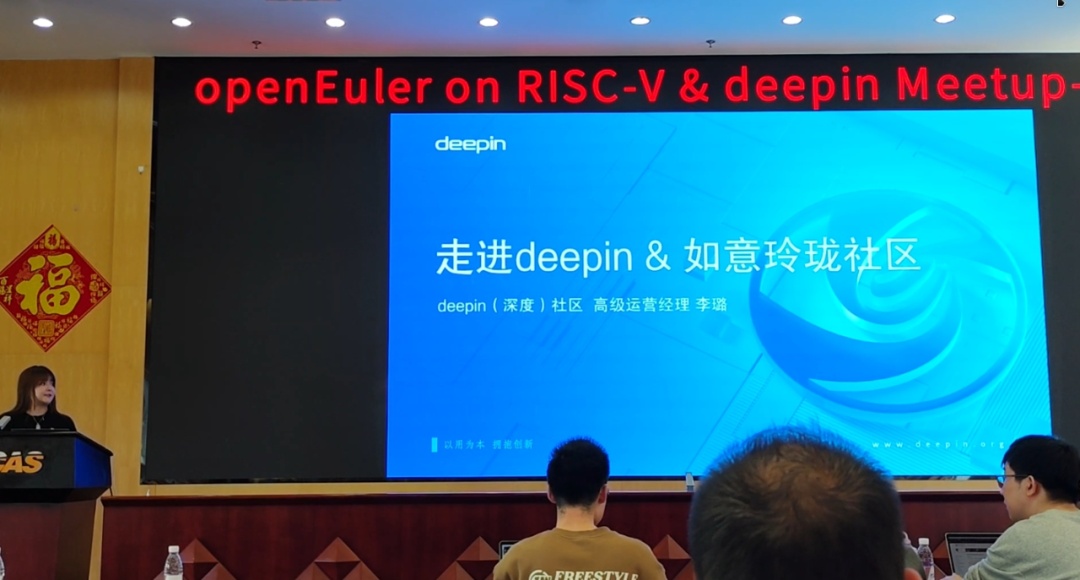 openEuler on RISC-V & deepin Meetup-
deepin
走进deepin & 如意玲珑社区
deepin（深度）社区 高级运营经理 李璐
以用为本 拥抱创新
www.deepin.org
福
CAS
FREESTYLE